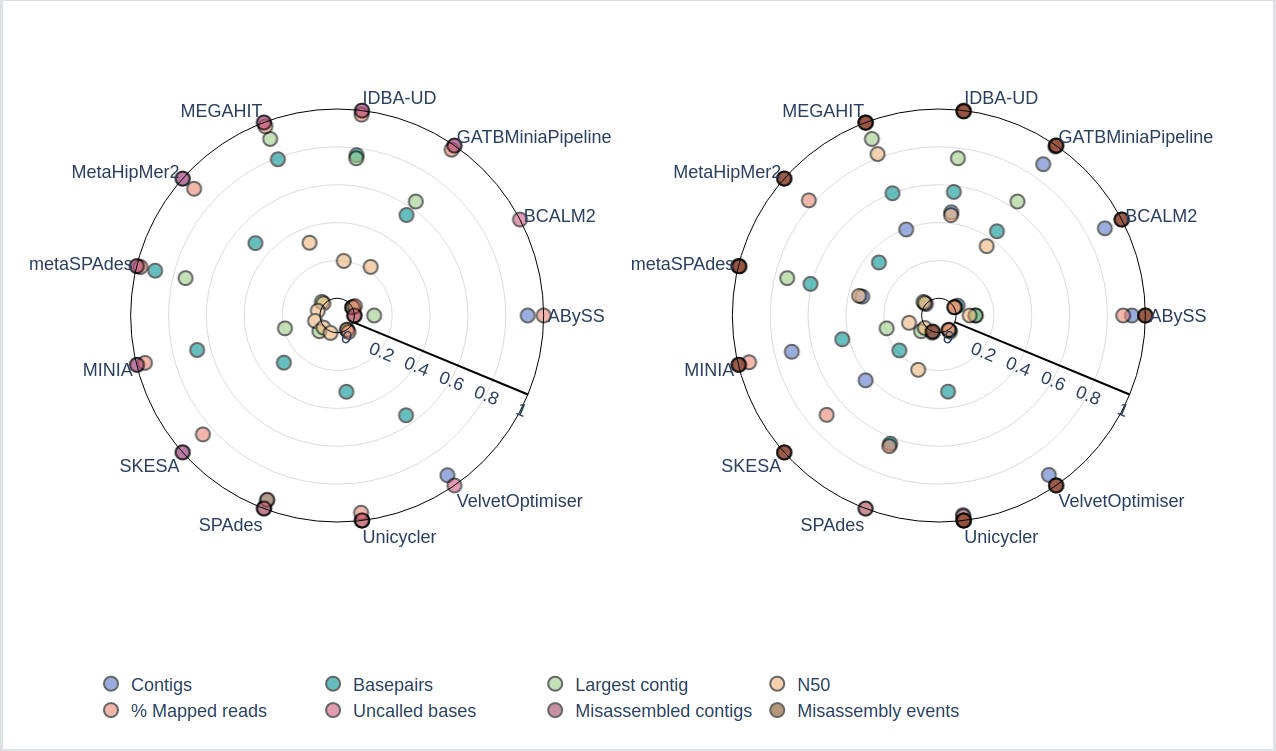 IDBA-UD
MEGAHIT
GATBMiniaPipeline
MetaHipMer2
BCALM2
metaSPAdes
ABySS
0
0.2
0.4
0.6
0.8
1
MINIA
SKESA
SPAdes
VelvetOptimiser
Unicycler
IDBA-UD
MEGAHIT
GATBMiniaPipeline
MetaHipMer2
BCALM2
metaSPAdes
ABySS
0
0.2
0.4
0.6
0.8
1
MINIA
SKESA
SPAdes
VelvetOptimiser
Unicycler
Contigs Basepairs Largest contig N50
% Mapped reads Uncalled bases Misassembled contigs Misassembly events